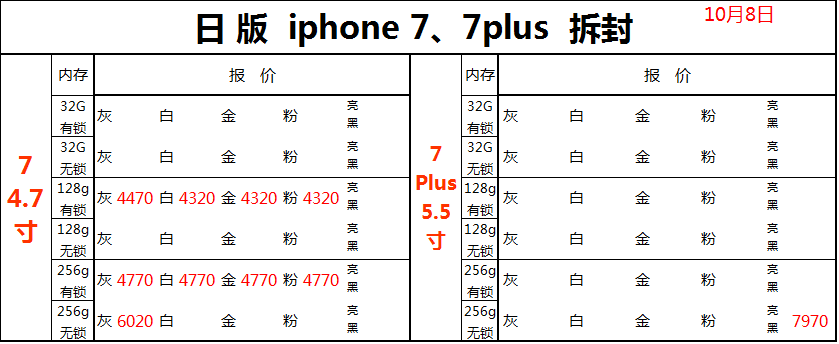 日 版 iphone 7、7plus 拆封 10月8日
内存 报 价 内存 报 价
7 4.7 寸
32G 有锁 灰 白 金 粉 亮黑
32G 无锁 灰 白 金 粉 亮黑
128g 有锁 灰 4470 白 4320 金 4320 粉 4320 亮黑
128g 无锁 灰 白 金 粉 亮黑
256g 有锁 灰 4770 白 4770 金 4770 粉 4770 亮黑
256g 无锁 灰 6020 白 金 粉 亮黑
7 Plus 5.5 寸
32G 有锁 灰 白 金 粉 亮黑
32G 无锁 灰 白 金 粉 亮黑
128g 有锁 灰 白 金 粉 亮黑
128g 无锁 灰 白 金 粉 亮黑
256g 有锁 灰 白 金 粉 亮黑
256g 无锁 灰 白 金 粉 亮黑 7970